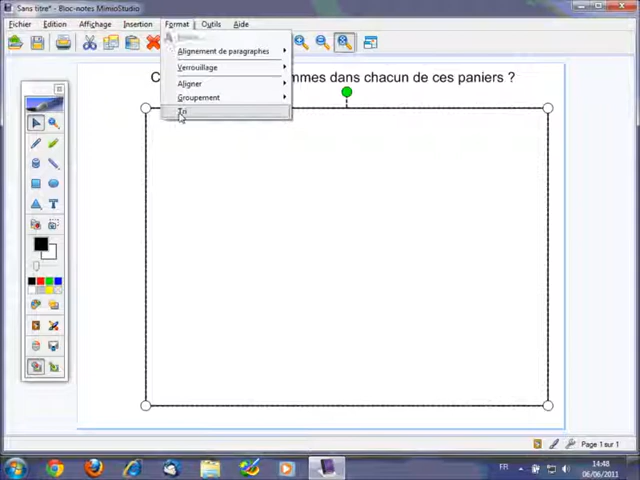 Sans titre* - Bloc-notes MimioStudio
Fichier Edition Affichage Insertion Format Outils Aide
Alignement de paragraphes
Verrouillage
Aligner
Groupement
Tri
C mmes dans chacun de ces paniers ?
Page 1 sur 1
FR
14:48
06/06/2011